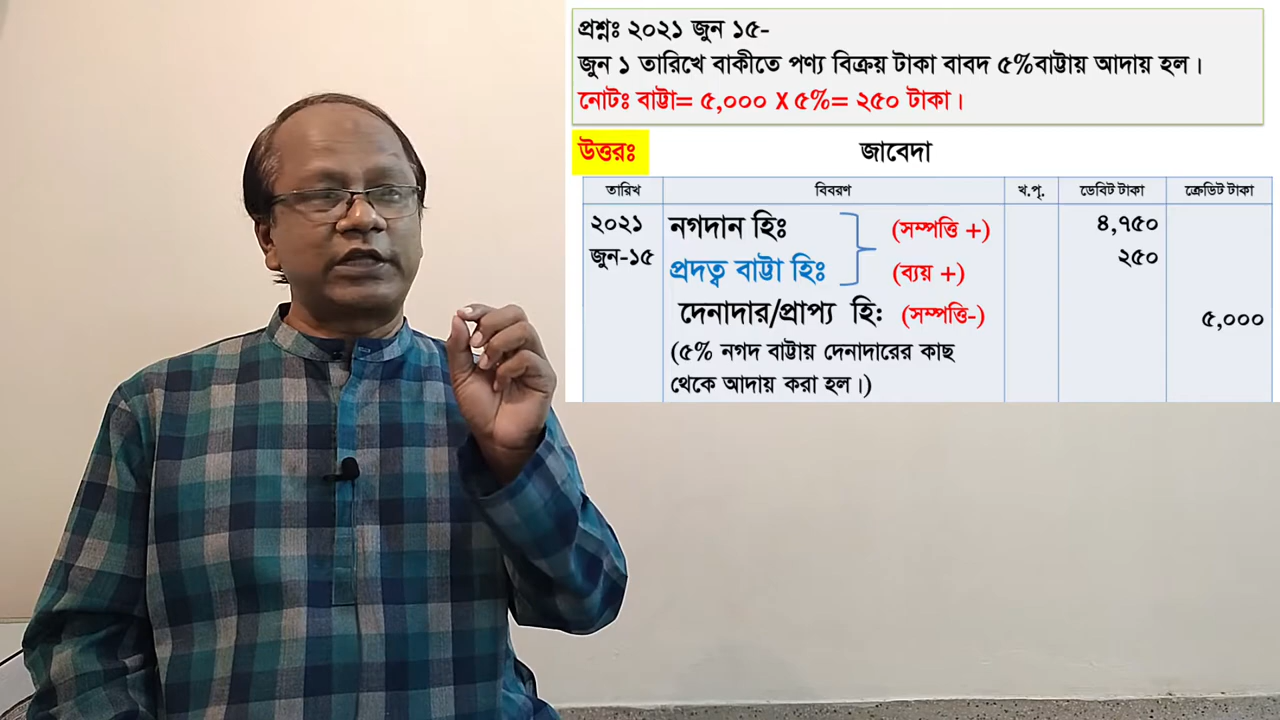 প্রশ্নঃ ২০২১ জুন ১৫-
জুন ১ তারিখে বাকীতে পণ্য বিক্রয় টাকা বাবদ ৫%বাট্টায় আদায় হল।
নোটঃ বাট্টা= ৫,০০০ X ৫%= ২৫০ টাকা।
উত্তরঃ জাবেদা
তারিখ বিবরণ খ.পৃ. ডেবিট টাকা ক্রেডিট টাকা
২০২১ নগদান হিঃ (সম্পত্তি +) ৪,৭৫০
জুন-১৫ প্রদত্ব বাট্টা হিঃ (ব্যয় +) ২৫০
দেনাদার/প্রাপ্য হি: (সম্পত্তি-) ৫,০০০
(৫% নগদ বাট্টায় দেনাদারের কাছ
থেকে আদায় করা হল।)